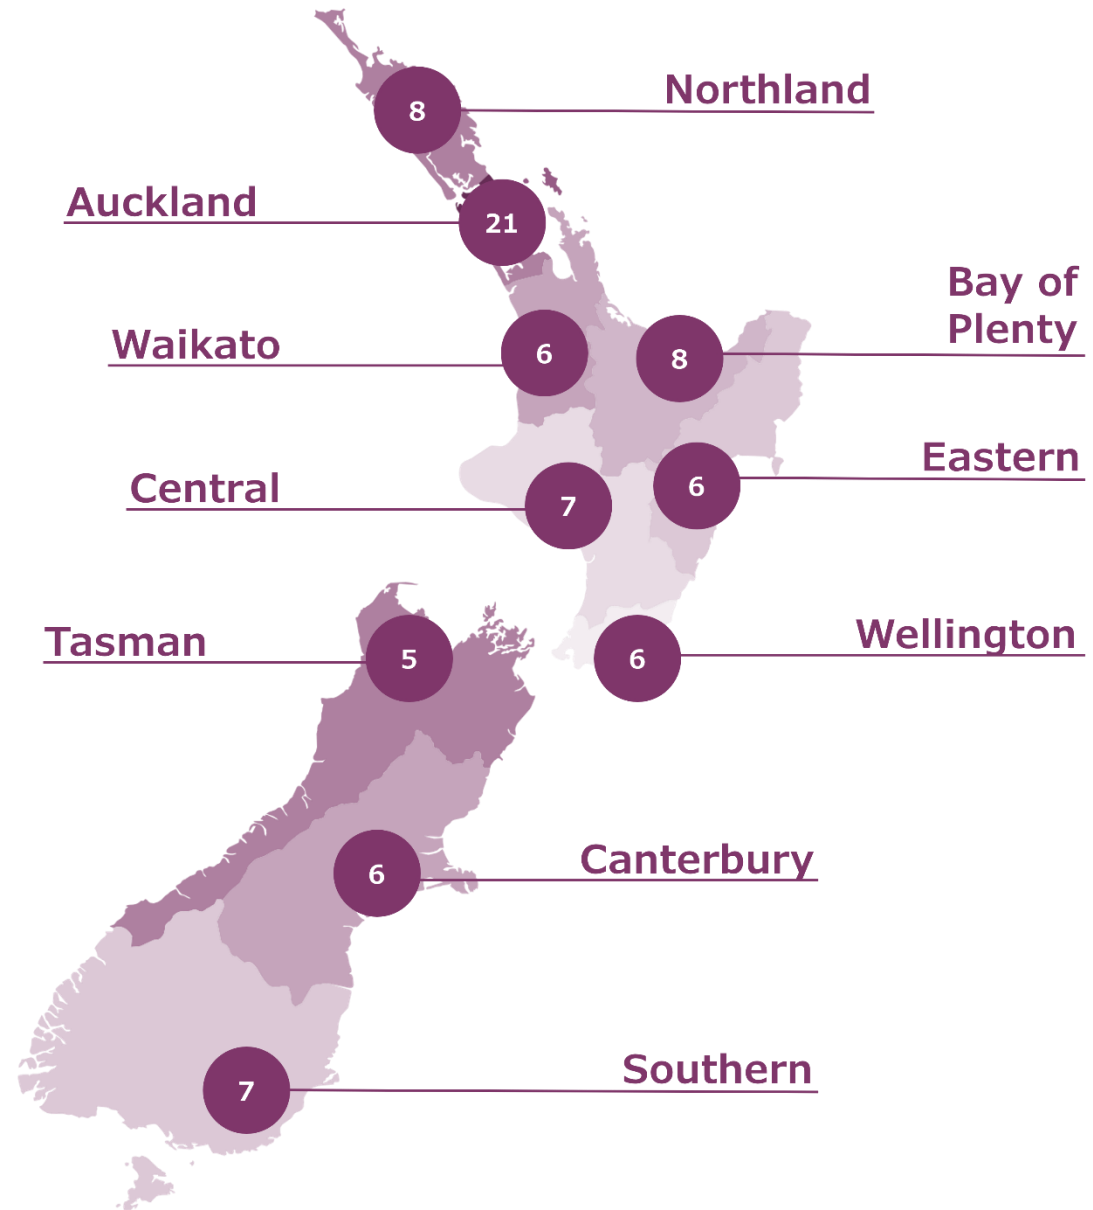 Northland
8
Auckland
21
Bay of
Plenty
Waikato
6
8
Eastern
Central
7
6
Tasman
5
Wellington
6
Canterbury
6
Southern
7